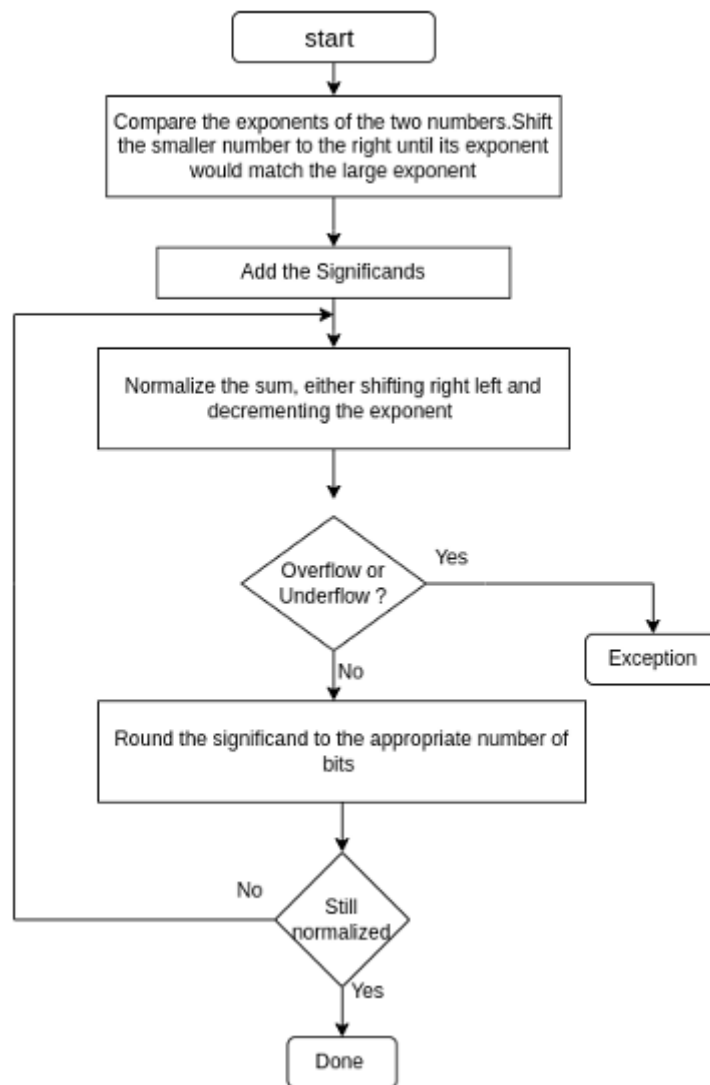 start
Compare the exponents of the two numbers.Shift
the smaller number to the right until its exponent
would match the large exponent
Add the Significands
Normalize the sum, either shifting right left and
decrementing the exponent
Overflow or
Underflow ?
Yes
Exception
No
Round the significand to the appropriate number of
bits
No
Still
normalized
Yes
Done